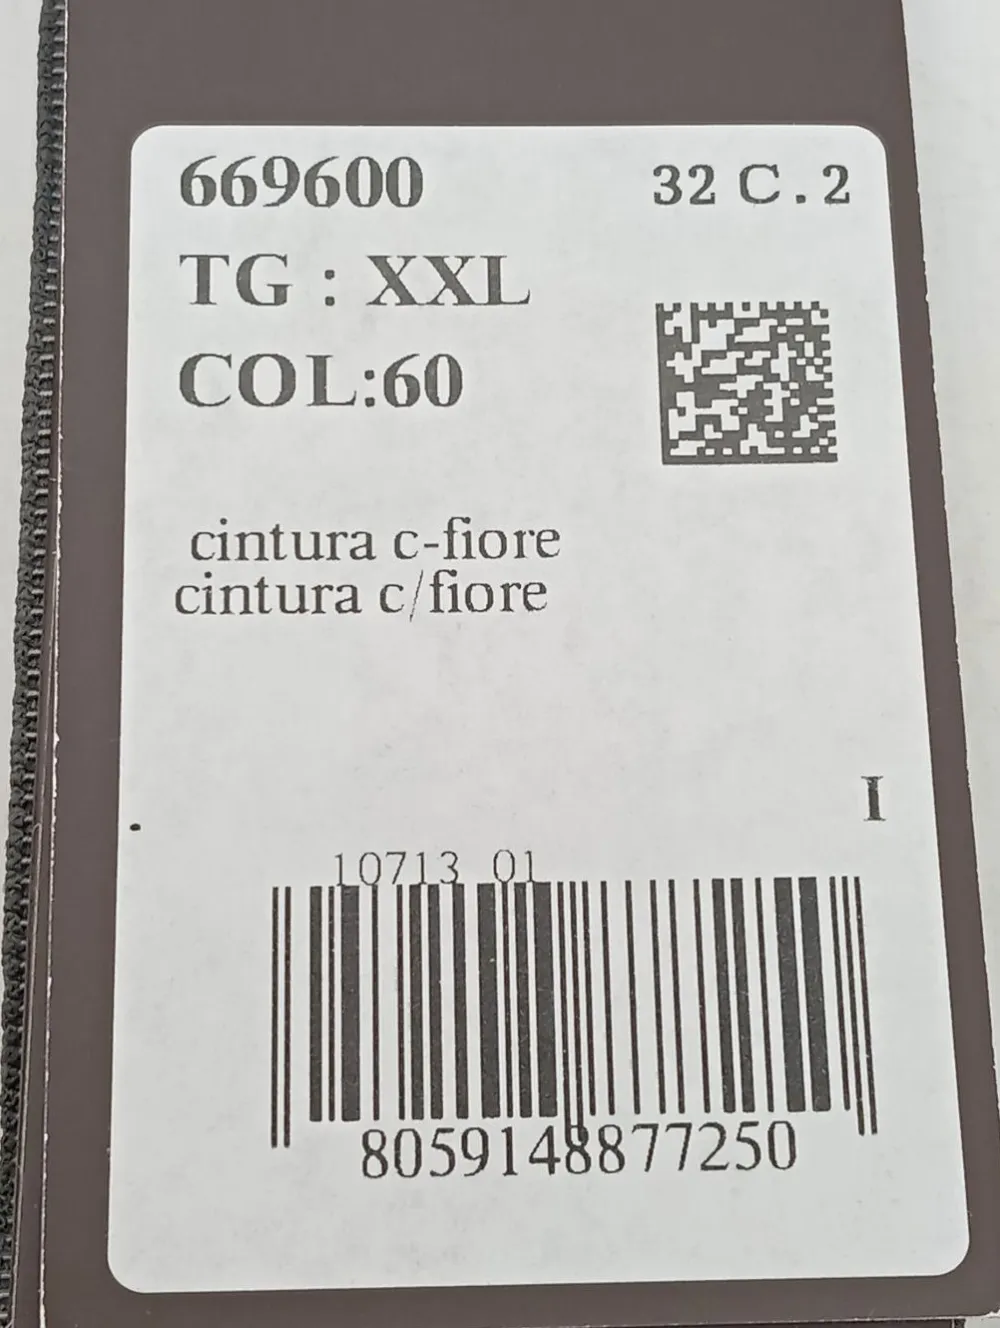 669600 32 C.2
TG : XXL
COL:60
cintura c-fiore
cintura c/fiore
I
10713 01
8059148877250